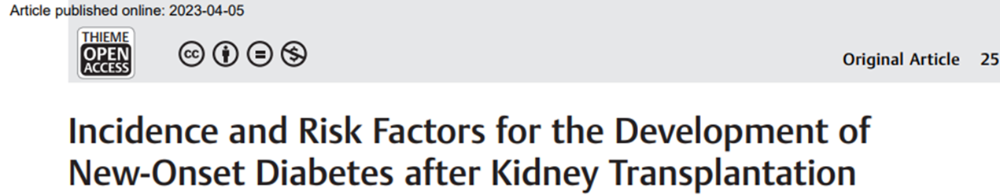 Article published online: 2023-04-05
THIEME
OPEN
ACCESS
cc
Original Article 25
Incidence and Risk Factors for the Development of
New-Onset Diabetes after Kidney Transplantation